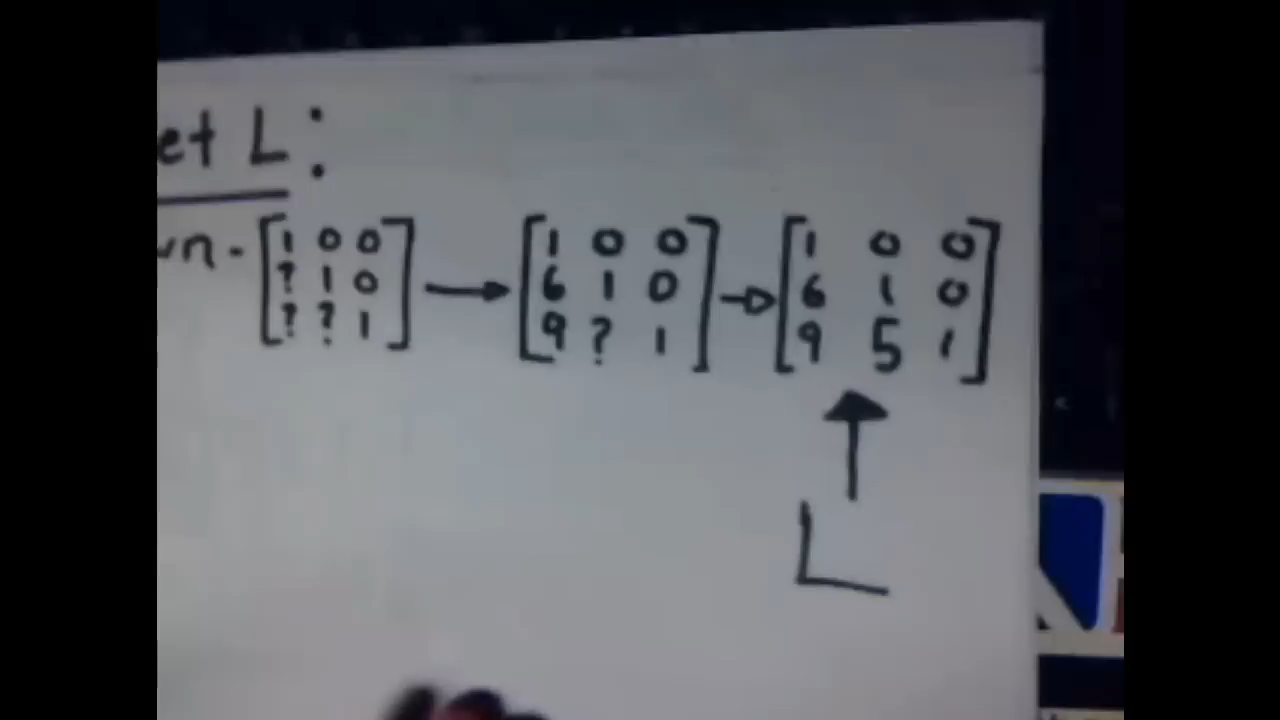 et L:
wn- [1 0 0] → [1 0 0] → [1 0 0]
[? 1 0] [6 1 0] [6 1 0]
[? ? 1] [9 ? 1] [9 5 1]
L